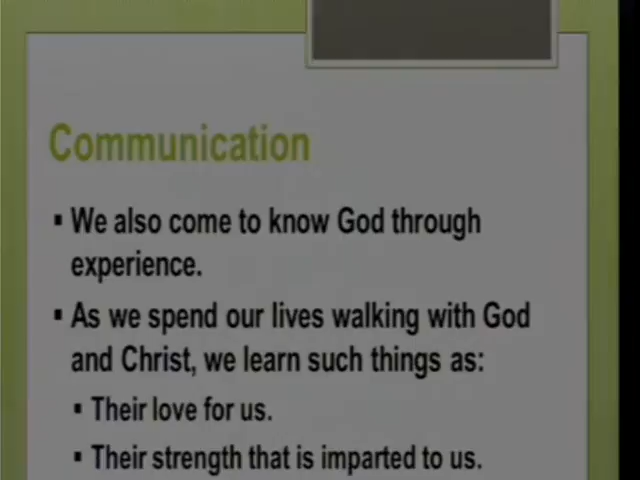 Communication
▪ We also come to know God through
experience.
▪ As we spend our lives walking with God
and Christ, we learn such things as:
▪ Their love for us.
▪ Their strength that is imparted to us.